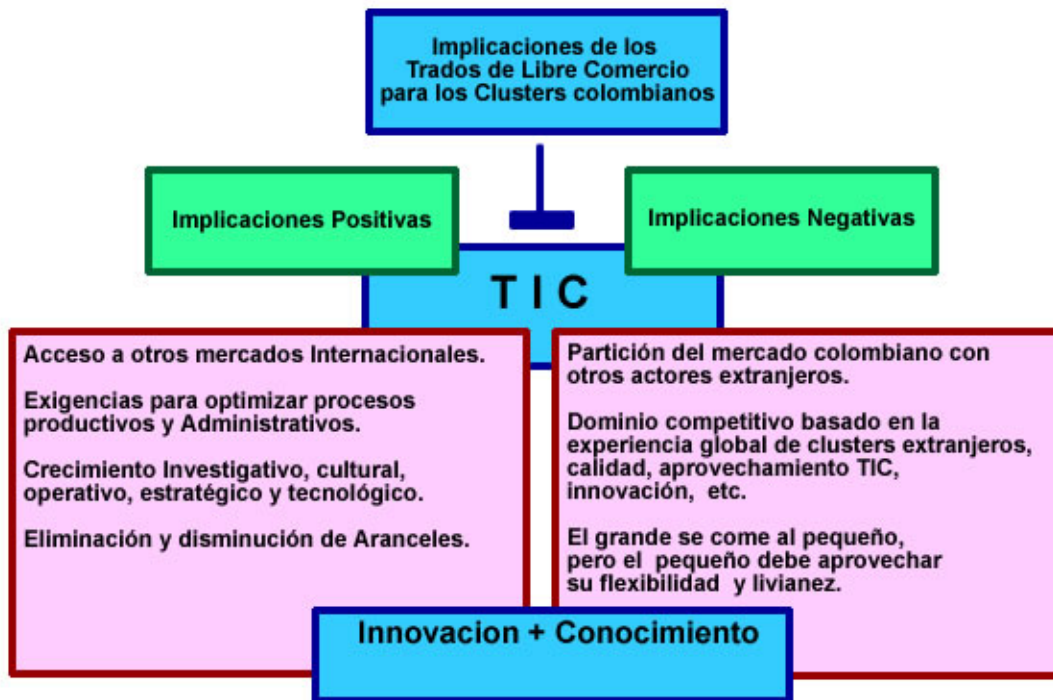 Implicaciones de los
Trados de Libre Comercio
para los Clusters colombianos
Implicaciones Positivas
Implicaciones Negativas
T I C
Acceso a otros mercados Internacionales.
Exigencias para optimizar procesos
productivos y Administrativos.
Crecimiento Investigativo, cultural,
operativo, estratégico y tecnológico.
Eliminación y disminución de Aranceles.
Partición del mercado colombiano con
otros actores extranjeros.
Dominio competitivo basado en la
experiencia global de clusters extranjeros,
calidad, aprovechamiento TIC,
innovación, etc.
El grande se come al pequeño,
pero el pequeño debe aprovechar
su flexibilidad y livianez.
Innovacion + Conocimiento